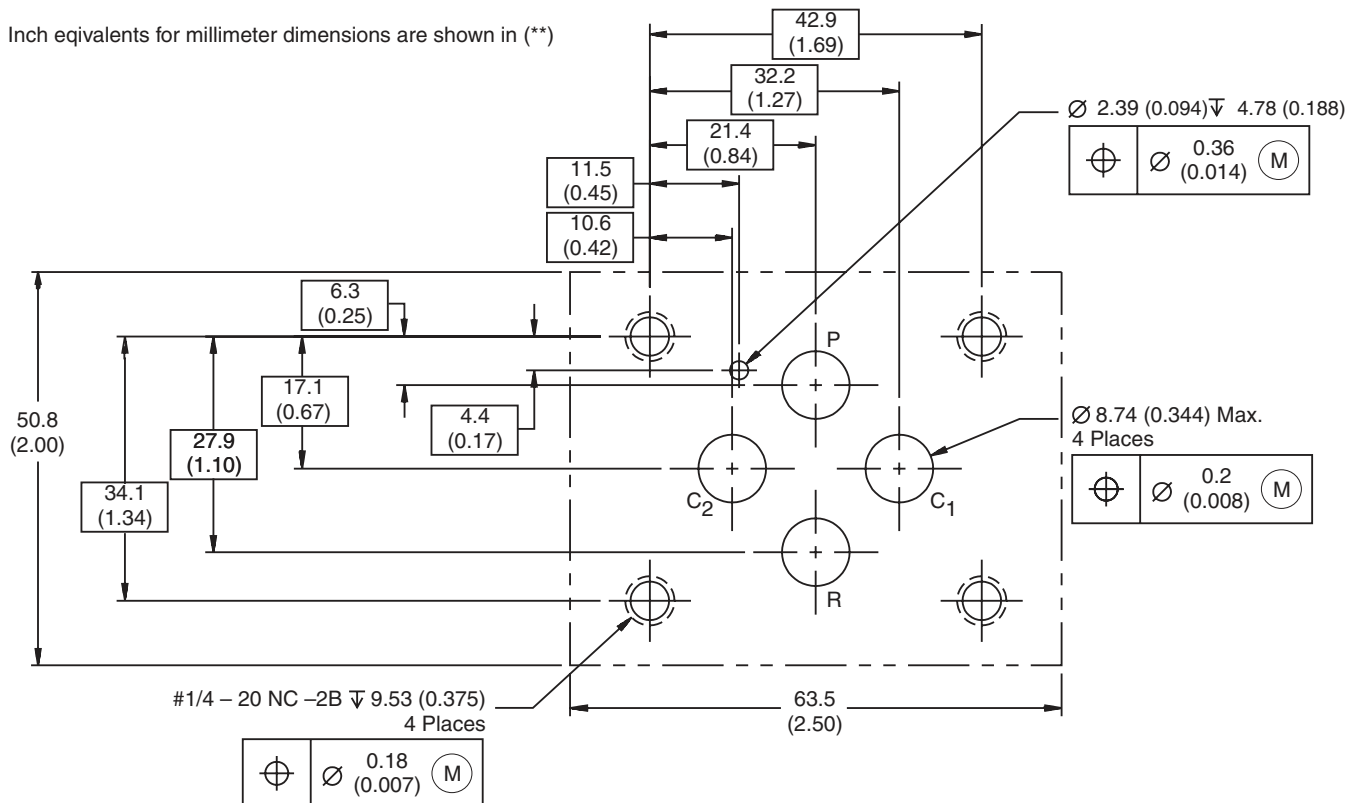 Inch eqivalents for millimeter dimensions are shown in (**)
42.9
(1.69)
32.2
(1.27)
21.4
(0.84)
11.5
(0.45)
10.6
(0.42)
Ø 2.39 (0.094)↧ 4.78 (0.188)
⌖ Ø 0.36 (0.014) Ⓜ
6.3
(0.25)
17.1
(0.67)
4.4
(0.17)
50.8
(2.00)
27.9
(1.10)
34.1
(1.34)
P
C2
C1
R
Ø 8.74 (0.344) Max.
4 Places
⌖ Ø 0.2 (0.008) Ⓜ
#1/4 – 20 NC –2B ↧ 9.53 (0.375)
4 Places
⌖ Ø 0.18 (0.007) Ⓜ
63.5
(2.50)